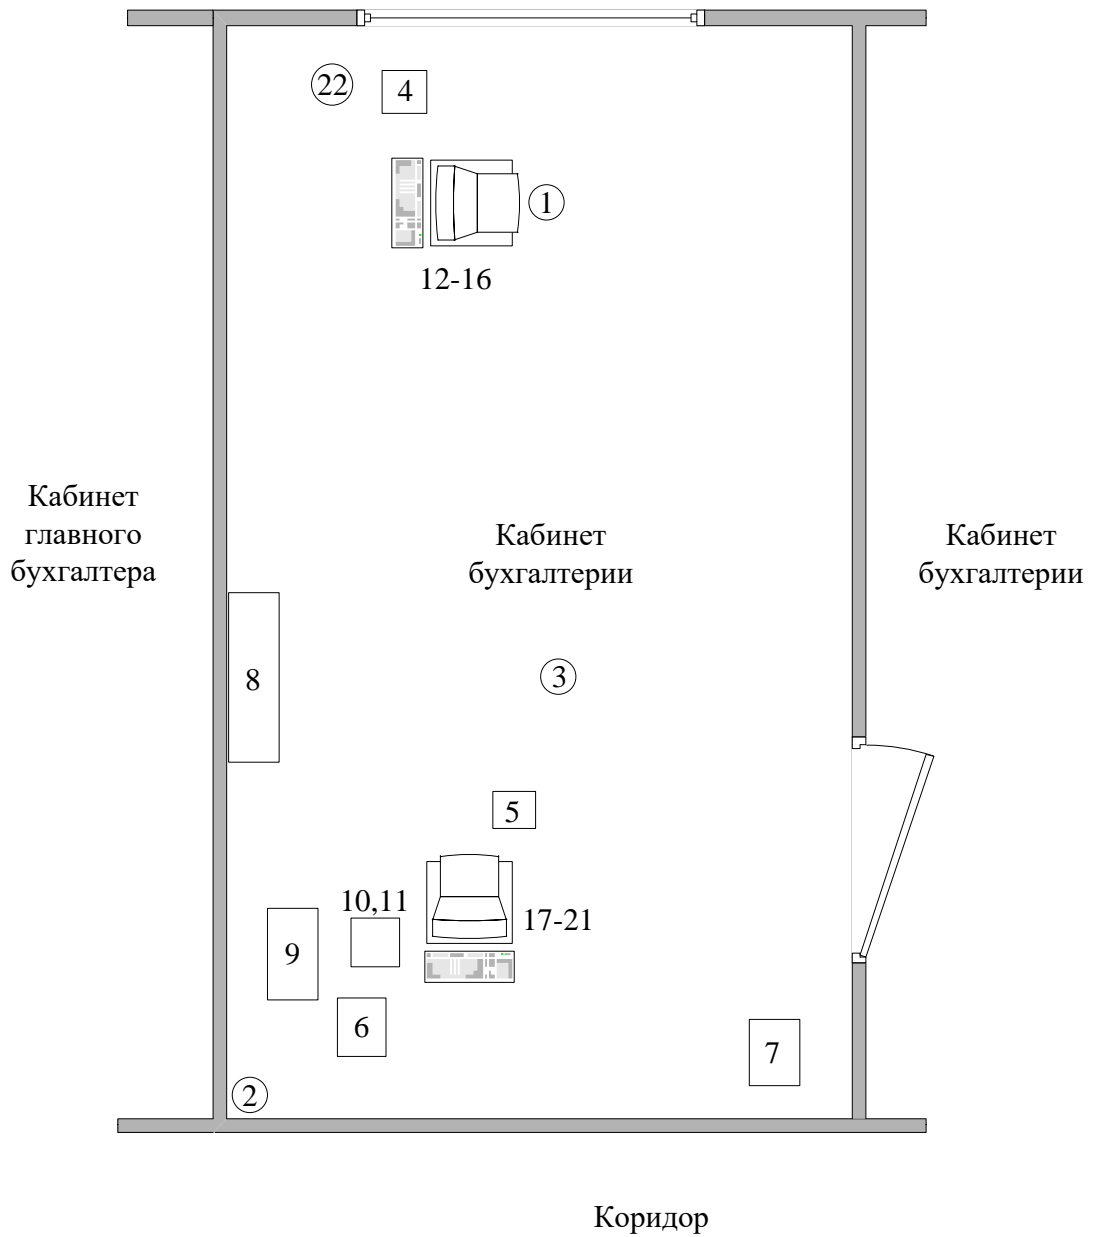 22
4
1
12-16
Кабинет
главного
бухгалтера
Кабинет
бухгалтерии
Кабинет
бухгалтерии
8
3
5
10,11
17-21
9
6
7
2
Коридор